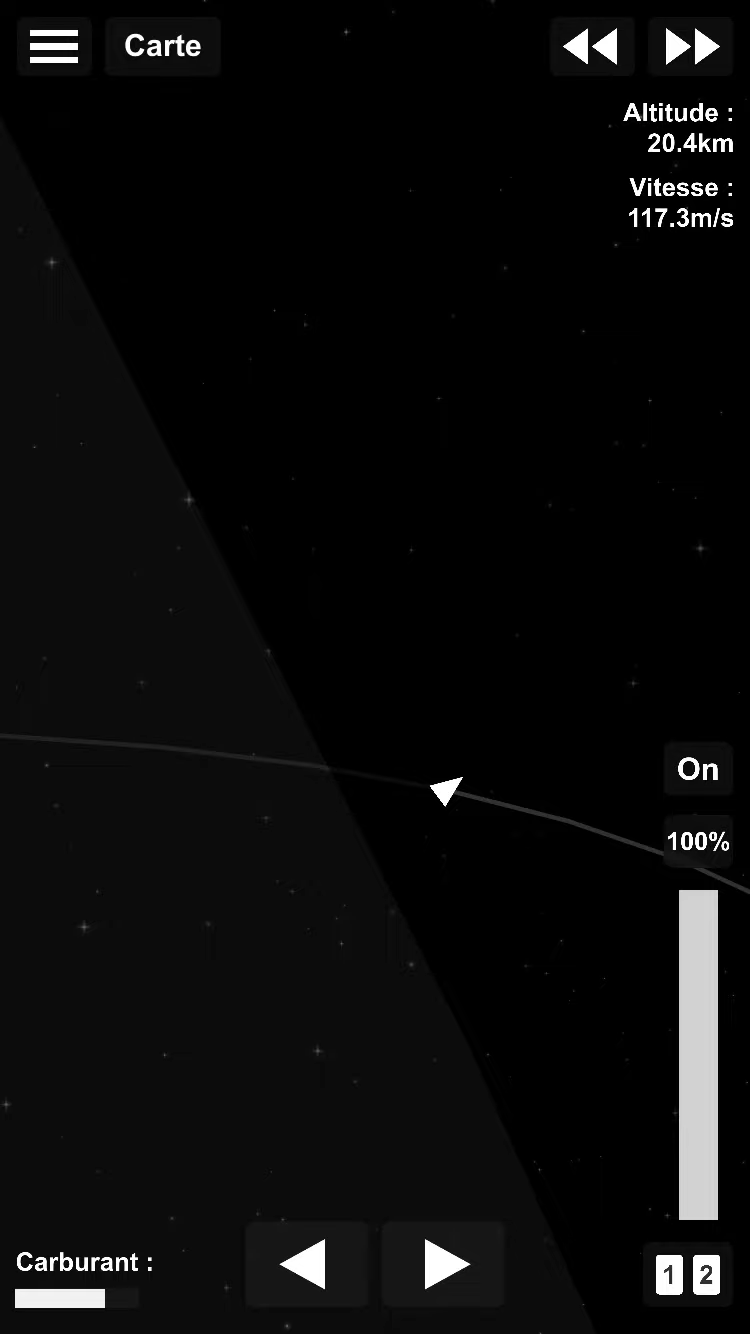 Carte
Altitude :
20.4km
Vitesse :
117.3m/s
On
100%
Carburant :
1 2